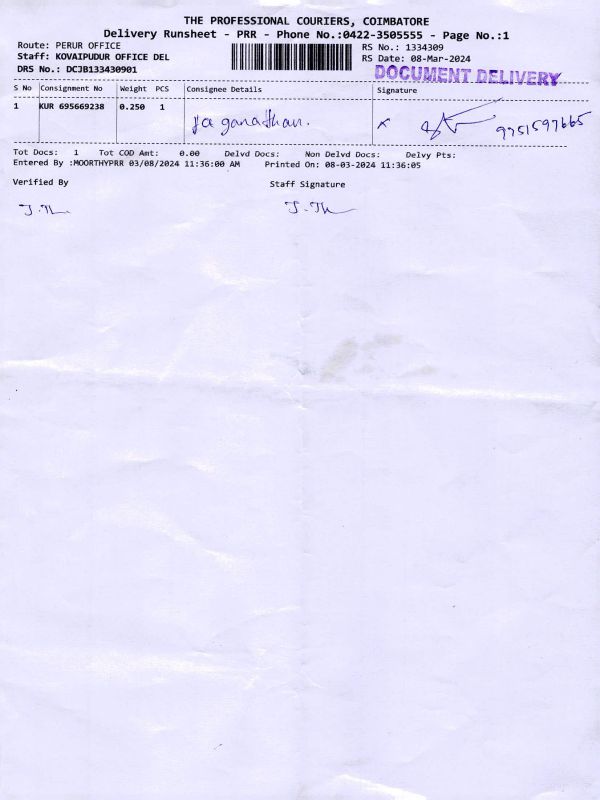 THE PROFESSIONAL COURIERS, COIMBATORE
Delivery Runsheet - PRR - Phone No.:0422-3505555 - Page No.:1
Route: PERUR OFFICE
Staff: KOVAIPUDUR OFFICE DEL
DRS No.: DCJB133430901
RS No.: 1334309
RS Date: 08-Mar-2024
DOCUMENT DELIVERY
S No Consignment No Weight PCS Consignee Details Signature
1 KUR 695669238 0.250 1 Jaganathan. x 9751597665
Tot Docs: 1 Tot COD Amt: 0.00 Delvd Docs: Non Delvd Docs: Delvy Pts:
Entered By :MOORTHYPRR 03/08/2024 11:36:00 AM Printed On: 08-03-2024 11:36:05
Verified By Staff Signature